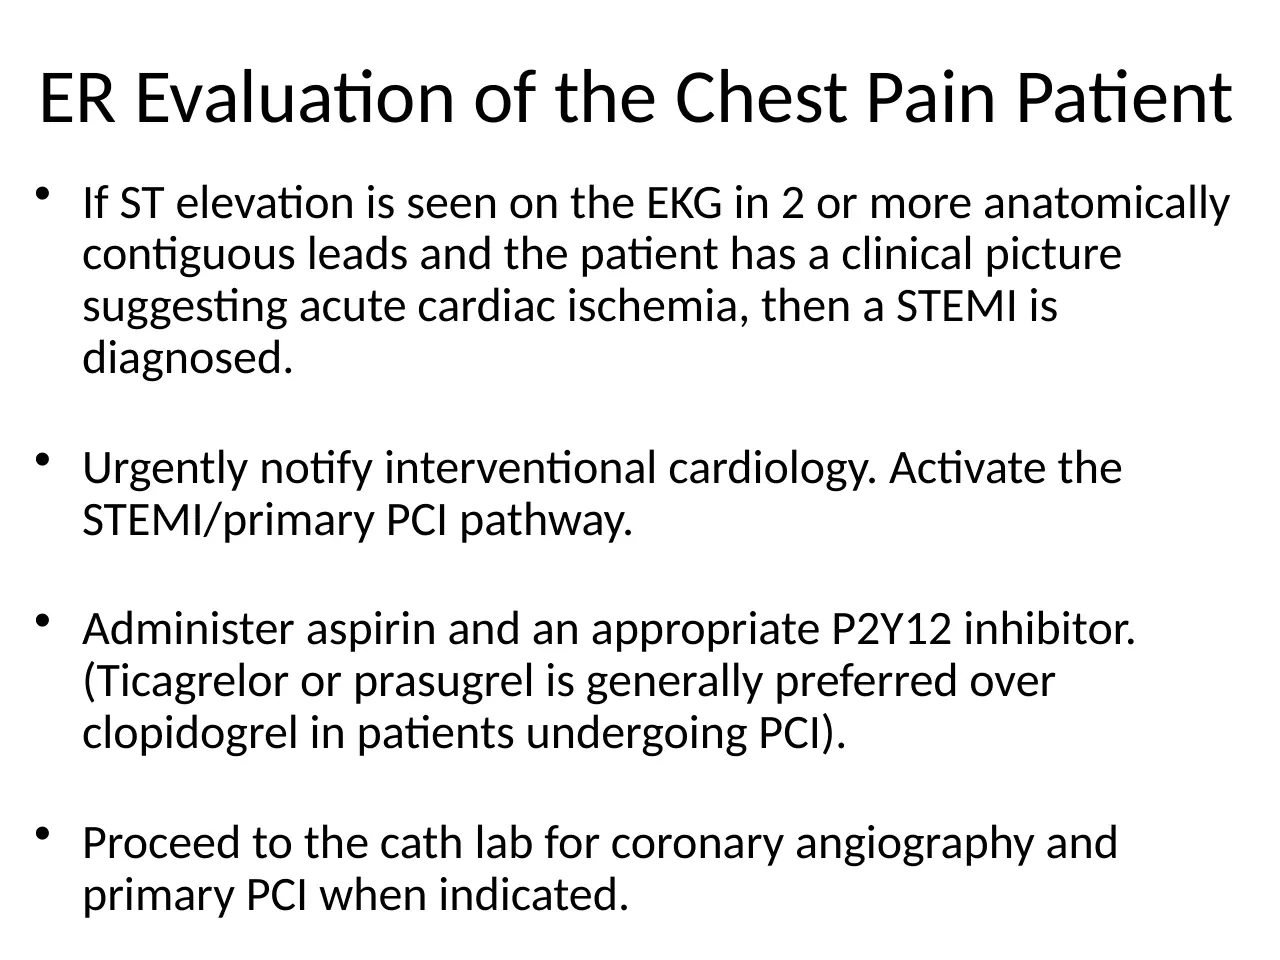 ER Evaluation of the Chest Pain Patient
• If ST elevation is seen on the EKG in 2 or more anatomically
contiguous leads and the patient has a clinical picture
suggesting acute cardiac ischemia, then a STEMI is
diagnosed.
• Urgently notify interventional cardiology. Activate the
STEMI/primary PCI pathway.
• Administer aspirin and an appropriate P2Y12 inhibitor.
(Ticagrelor or prasugrel is generally preferred over
clopidogrel in patients undergoing PCI).
• Proceed to the cath lab for coronary angiography and
primary PCI when indicated.